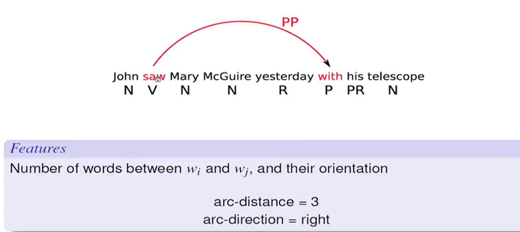 PP
John saw Mary McGuire yesterday with his telescope
N V N N R P PR N
Features
Number of words between wᵢ and wⱼ, and their orientation
arc-distance = 3
arc-direction = right